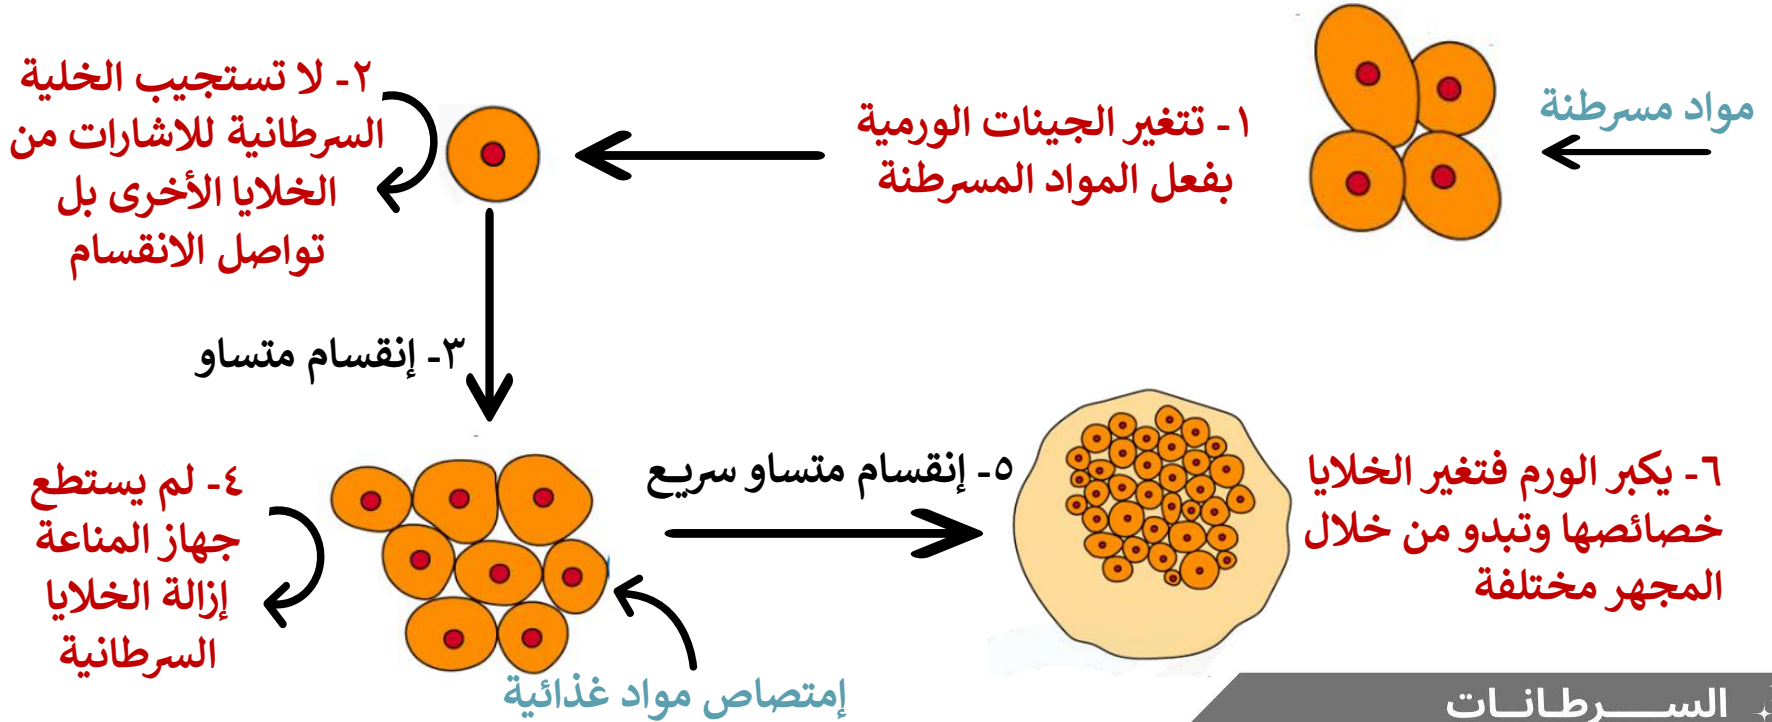 مواد مسرطنة
١- تتغير الجينات الورمية
بفعل المواد المسرطنة
٢- لا تستجيب الخلية
السرطانية للاشارات من
الخلايا الأخرى بل
تواصل الانقسام
٣- إنقسام متساو
٤- لم يستطع
جهاز المناعة
إزالة الخلايا
السرطانية
إمتصاص مواد غذائية
٥- إنقسام متساو سريع
٦- يكبر الورم فتغير الخلايا
خصائصها وتبدو من خلال
المجهر مختلفة
الســـــرطـانــات